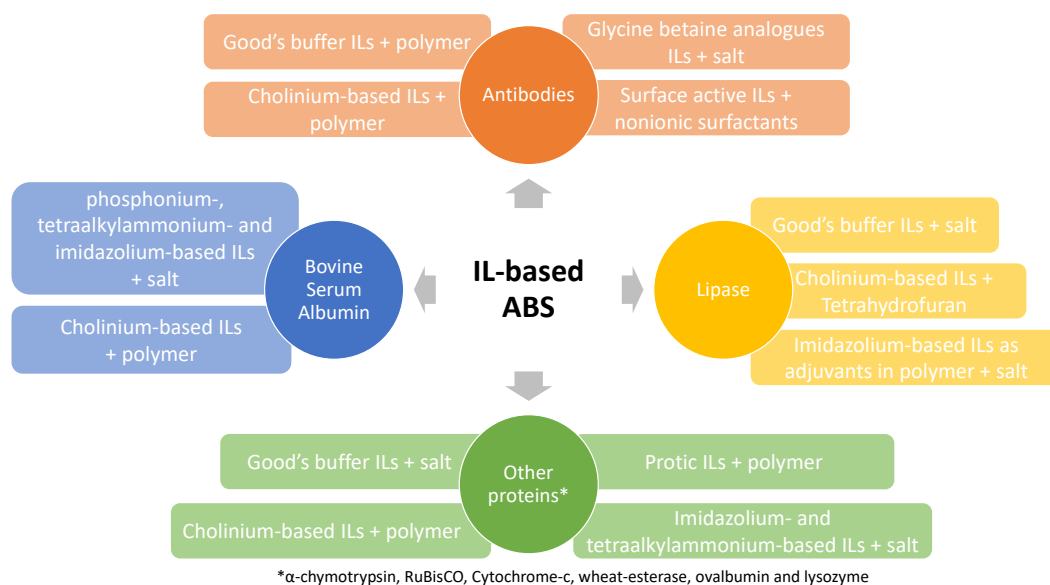 Good's buffer ILs + polymer
Glycine betaine analogues
ILs + salt
Cholinium-based ILs +
polymer
Antibodies
Surface active ILs +
nonionic surfactants
phosphonium-,
tetraalkylammonium- and
imidazolium-based ILs
+ salt
Cholinium-based ILs
+ polymer
Bovine
Serum
Albumin
IL-based
ABS
Lipase
Good's buffer ILs + salt
Cholinium-based ILs +
Tetrahydrofuran
Imidazolium-based ILs as
adjuvants in polymer + salt
Good's buffer ILs + salt
Cholinium-based ILs + polymer
Other
proteins*
Protic ILs + polymer
Imidazolium- and
tetraalkylammonium-based ILs + salt
*α-chymotrypsin, RuBisCO, Cytochrome-c, wheat-esterase, ovalbumin and lysozyme